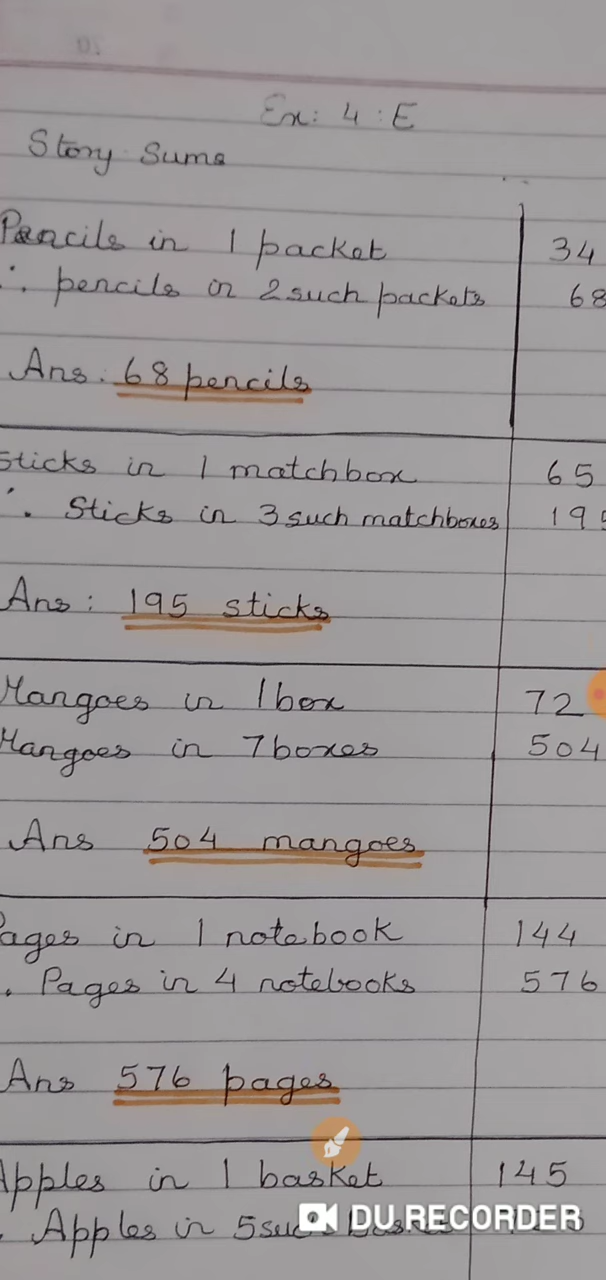 Ex: 4 : E
Story Sums
Pencils in 1 packet 34
∴ pencils in 2 such packets 68
Ans. 68 pencils
Sticks in 1 matchbox 65
∴ Sticks in 3 such matchboxes 195
Ans: 195 sticks
Mangoes in 1 box 72
Mangoes in 7 boxes 504
Ans 504 mangoes
Pages in 1 notebook 144
. Pages in 4 notebooks 576
Ans 576 pages
Apples in 1 basket 145
. Apples in 5 such
DU RECORDER